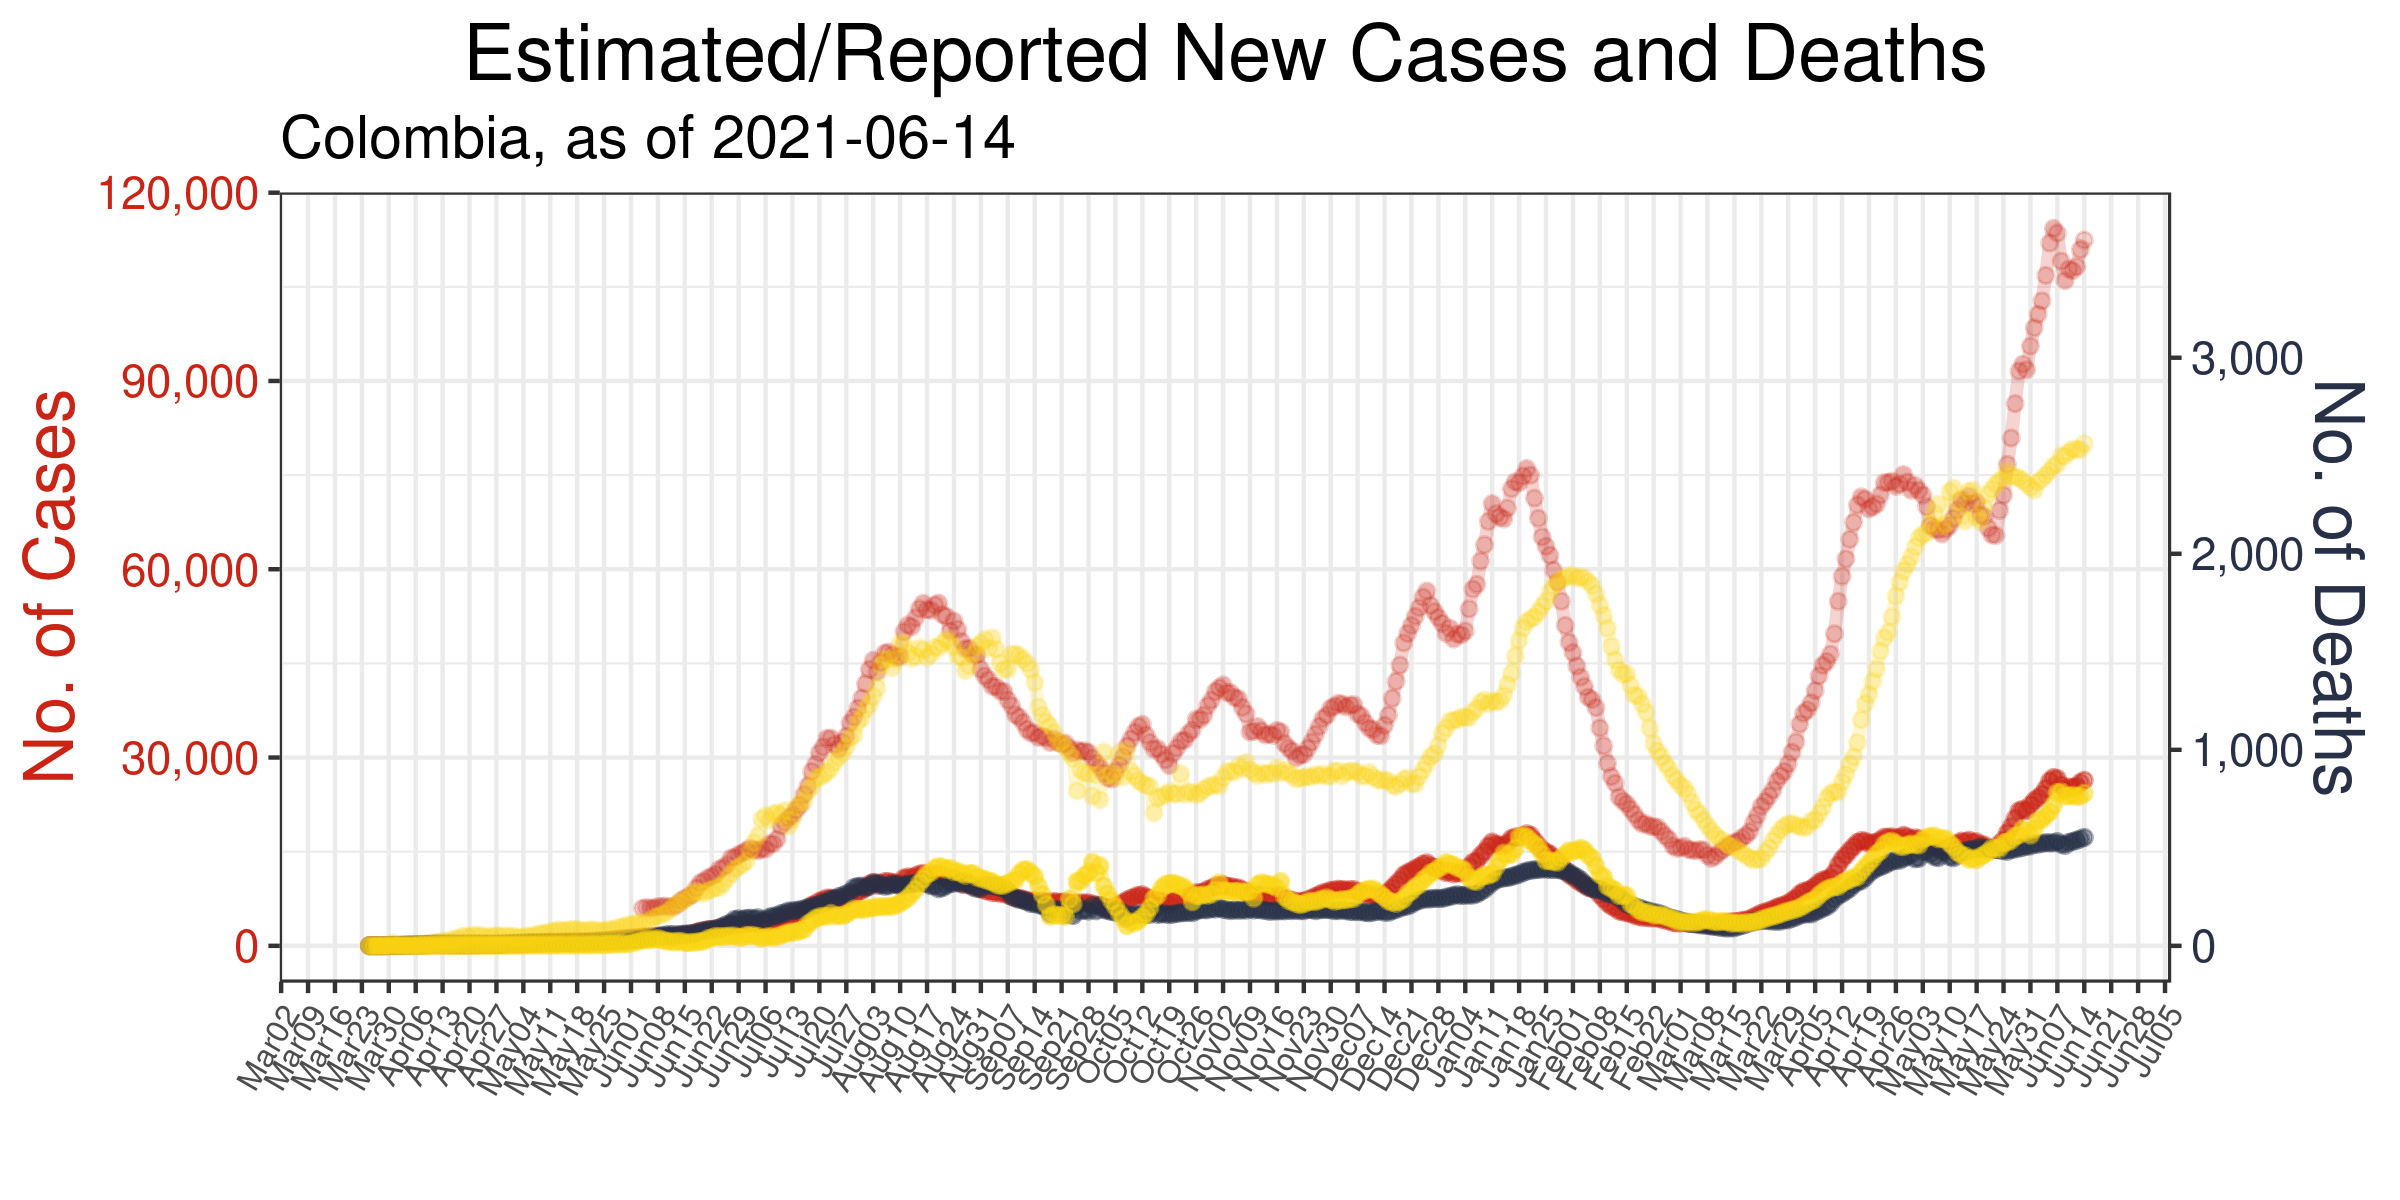 Estimated/Reported New Cases and Deaths
Colombia, as of 2021-06-14
No. of Cases
120,000
90,000
60,000
30,000
0
3,000
2,000
1,000
0
No. of Deaths
Mar02
Mar09
Mar16
Mar23
Mar30
Apr06
Apr13
Apr20
Apr27
May04
May11
May18
May25
Jun01
Jun08
Jun15
Jun22
Jun29
Jul06
Jul13
Jul20
Jul27
Aug03
Aug10
Aug17
Aug24
Aug31
Sep07
Sep14
Sep21
Sep28
Oct05
Oct12
Oct19
Oct26
Nov02
Nov09
Nov16
Nov23
Nov30
Dec07
Dec14
Dec21
Dec28
Jan04
Jan11
Jan18
Jan25
Feb01
Feb08
Feb15
Feb22
Mar01
Mar08
Mar15
Mar22
Mar29
Apr05
Apr12
Apr19
Apr26
May03
May10
May17
May24
May31
Jun07
Jun14
Jun21
Jun28
Jul05